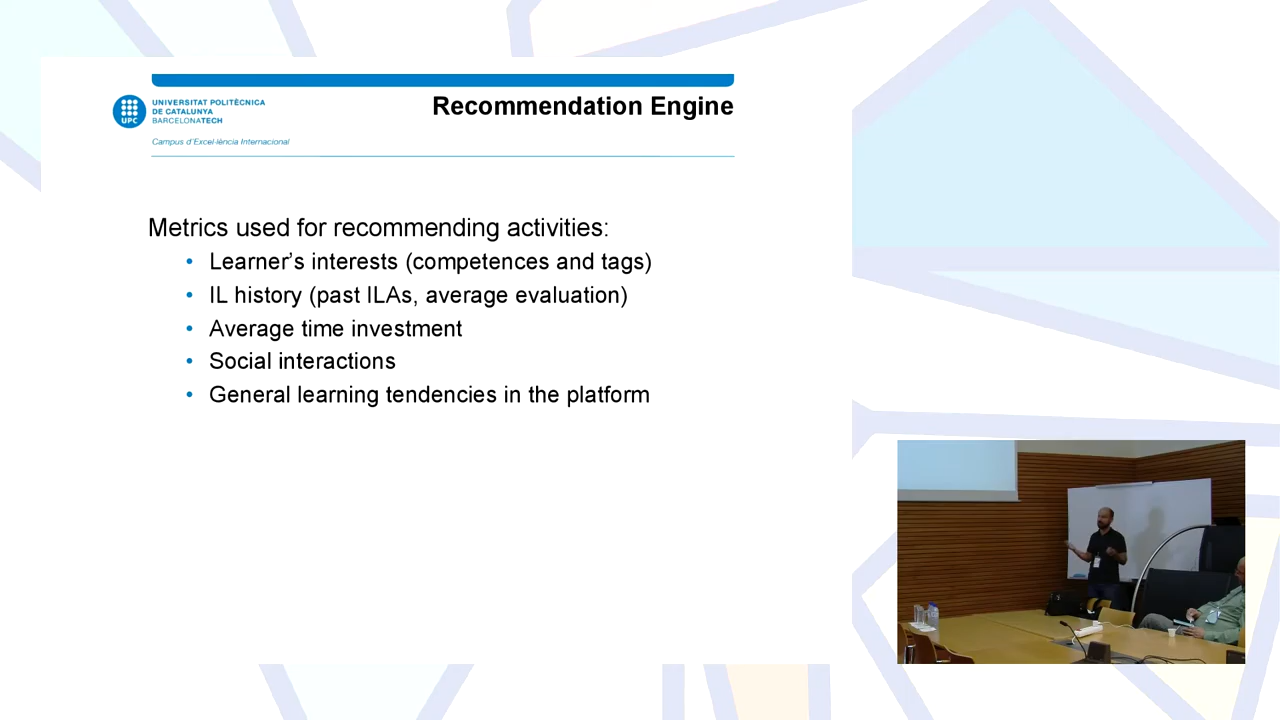 UNIVERSITAT POLITÈCNICA
DE CATALUNYA
BARCELONATECH
UPC
Campus d'Excel·lència Internacional
Recommendation Engine
Metrics used for recommending activities:
• Learner's interests (competences and tags)
• IL history (past ILAs, average evaluation)
• Average time investment
• Social interactions
• General learning tendencies in the platform